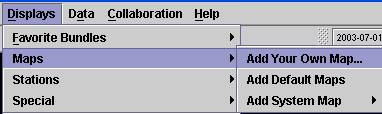 Displays Data Collaboration Help
Favorite Bundles
2003-07-01
Maps
Add Your Own Map...
Stations
Add Default Maps
Special
Add System Map